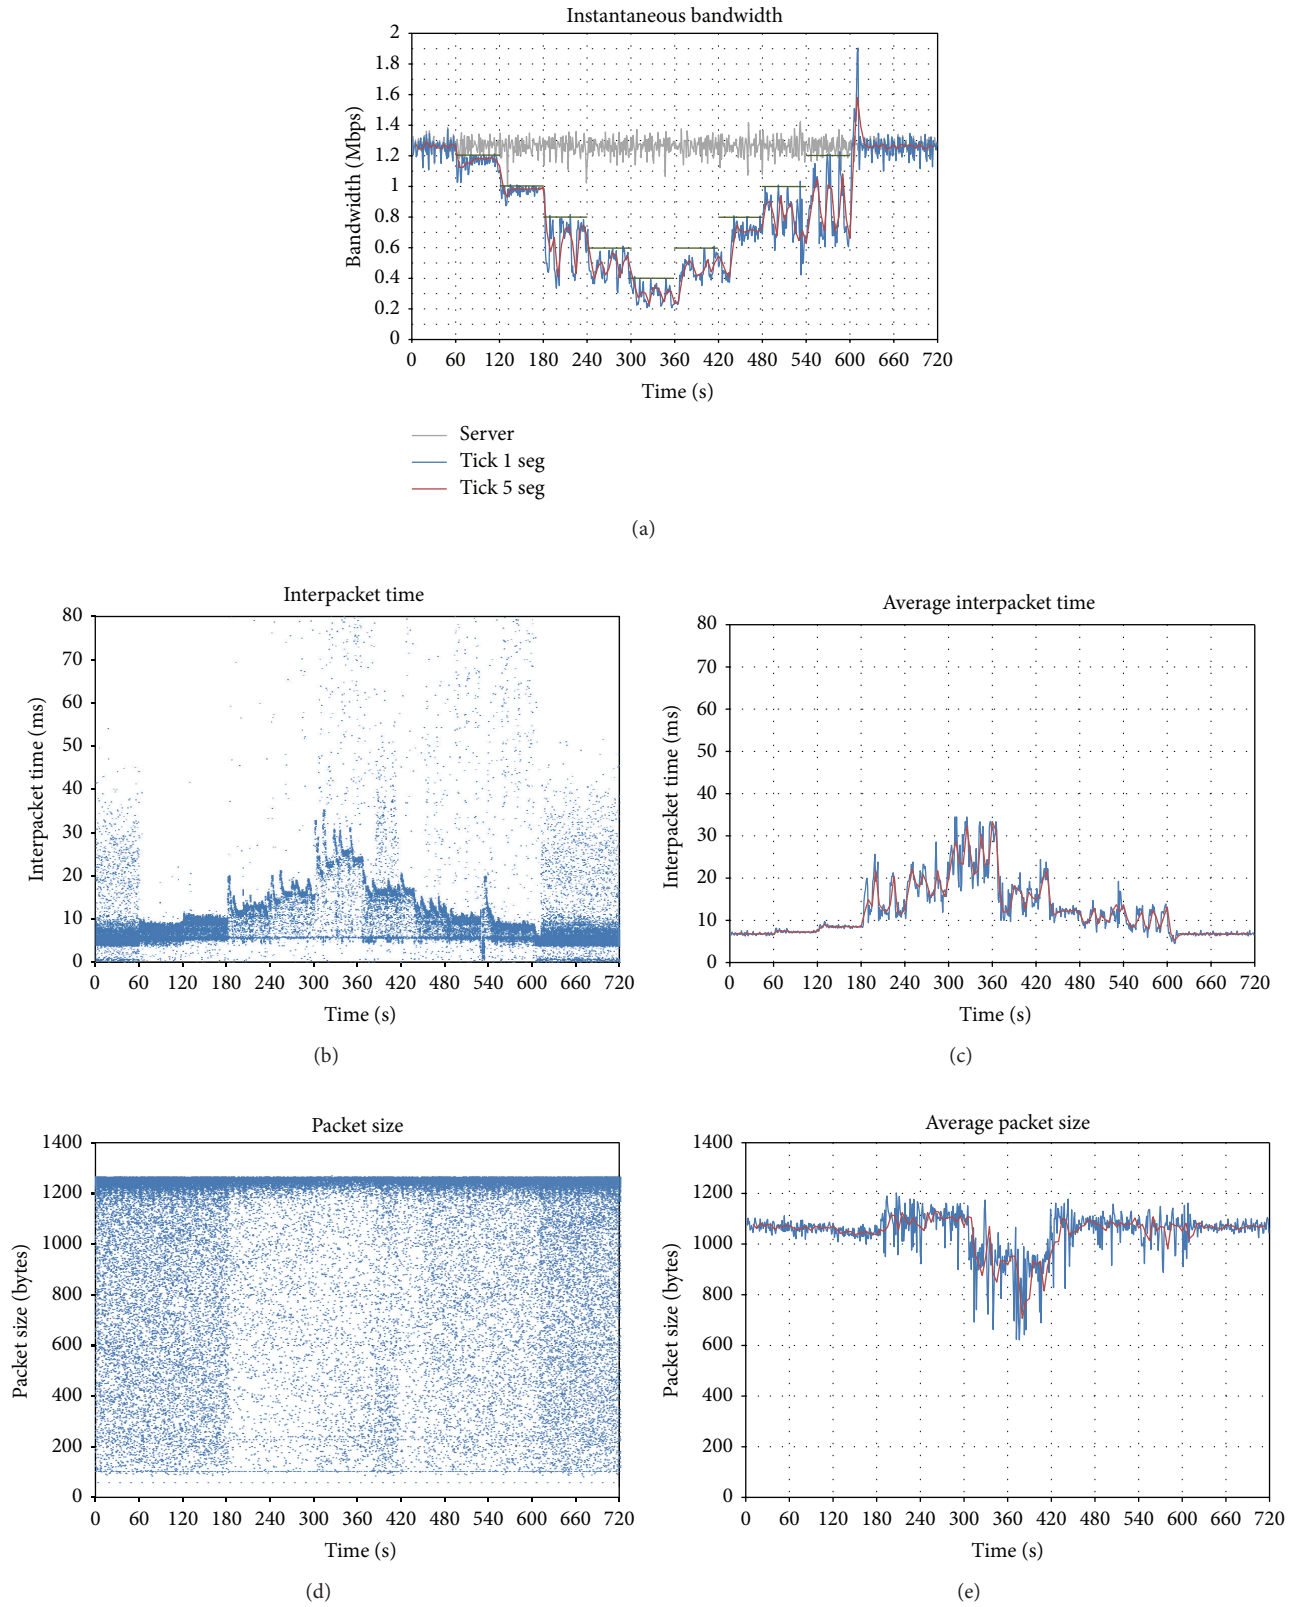 Instantaneous bandwidth
2
1.8
1.6
1.4
1.2
1
0.8
0.6
0.4
0.2
0
Bandwidth (Mbps)
0 60 120 180 240 300 360 420 480 540 600 660 720
Time (s)
Server
Tick 1 seg
Tick 5 seg
(a)
Interpacket time
80
70
60
50
40
30
20
10
0
Interpacket time (ms)
0 60 120 180 240 300 360 420 480 540 600 660 720
Time (s)
(b)
Average interpacket time
80
70
60
50
40
30
20
10
0
Interpacket time (ms)
0 60 120 180 240 300 360 420 480 540 600 660 720
Time (s)
(c)
Packet size
1400
1200
1000
800
600
400
200
0
Packet size (bytes)
0 60 120 180 240 300 360 420 480 540 600 660 720
Time (s)
(d)
Average packet size
1400
1200
1000
800
600
400
200
0
Packet size (bytes)
0 60 120 180 240 300 360 420 480 540 600 660 720
Time (s)
(e)